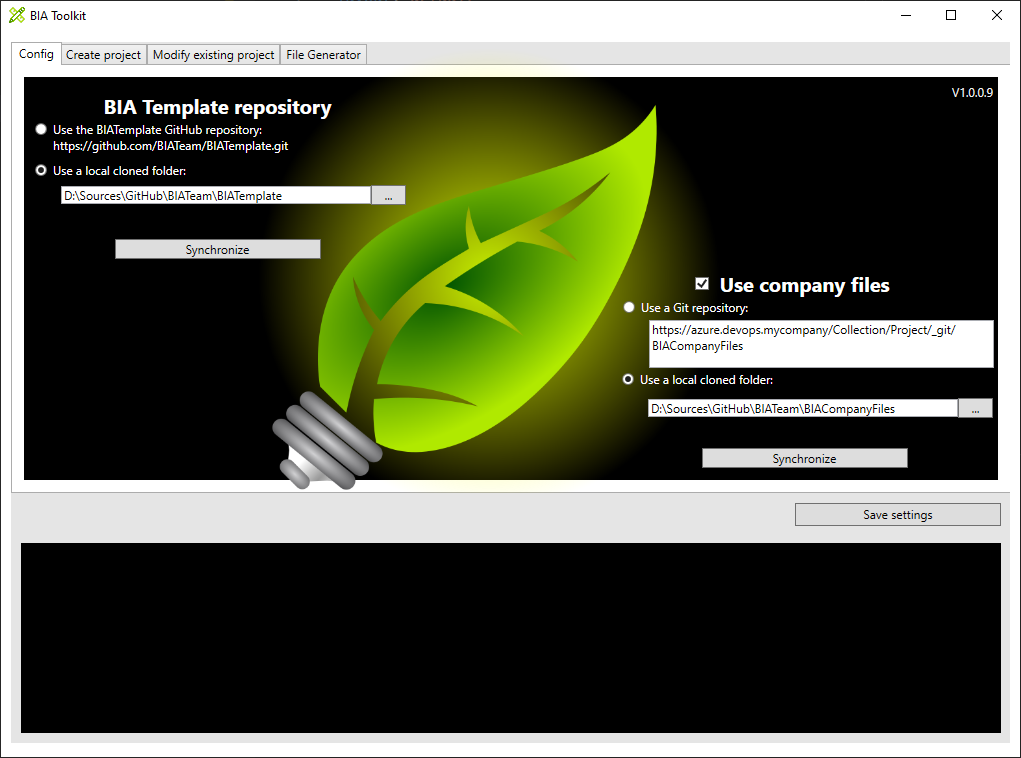 BIA Toolkit
Config
Create project
Modify existing project
File Generator
V1.0.0.9
BIA Template repository
Use the BIATemplate GitHub repository:
https://github.com/BIATeam/BIATemplate.git
Use a local cloned folder:
D:\Sources\GitHub\BIATeam\BIATemplate
...
Synchronize
Use company files
Use a Git repository:
https://azure.devops.mycompany/Collection/Project/_git/
BIACompanyFiles
Use a local cloned folder:
D:\Sources\GitHub\BIATeam\BIACompanyFiles
...
Synchronize
Save settings